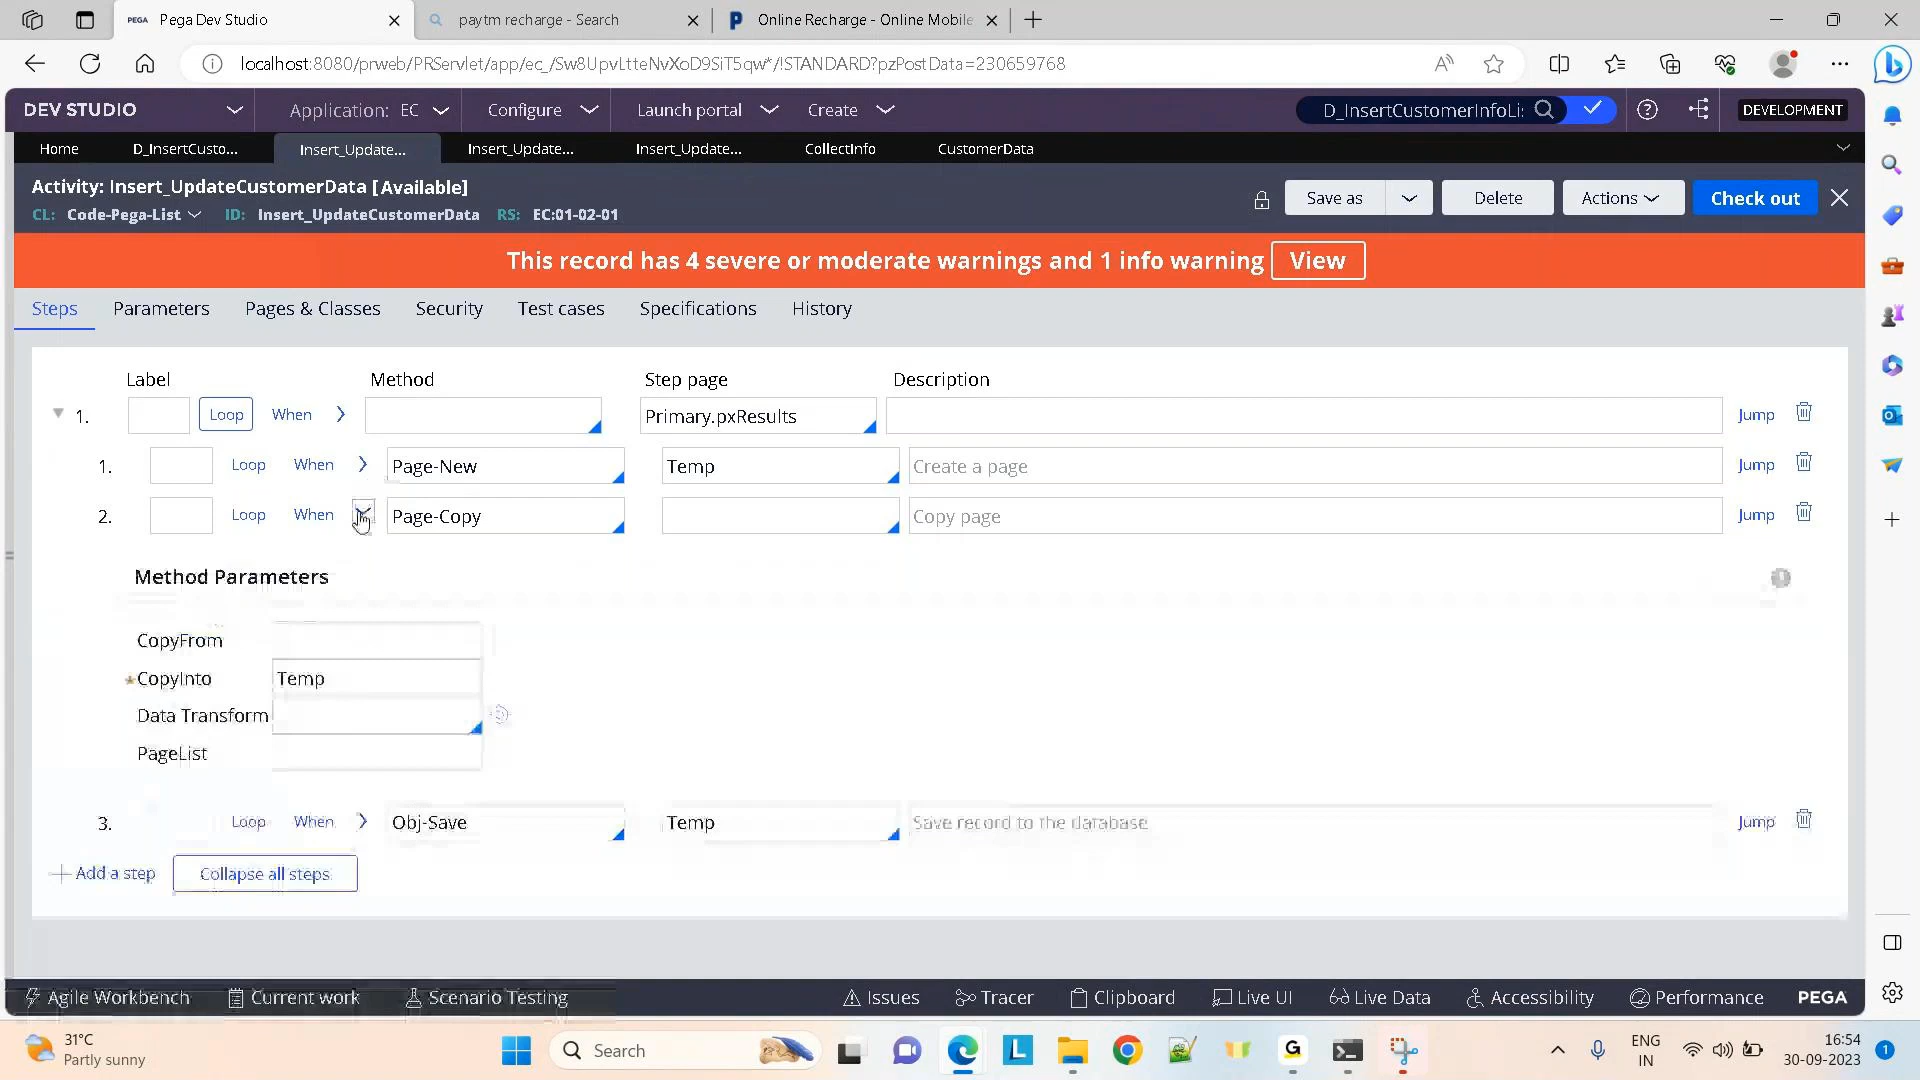 PEGA Pega Dev Studio
paytm recharge - Search
Online Recharge - Online Mobile
localhost:8080/prweb/PRServlet/app/ec_/Sw8UpvLtteNvXoD9SiT5qw*/!STANDARD?pzPostData=230659768
DEV STUDIO
Application: EC
Configure
Launch portal
Create
D_InsertCustomerInfoLi:
DEVELOPMENT
Home
D_InsertCusto...
Insert_Update...
Insert_Update...
Insert_Update...
CollectInfo
CustomerData
Activity: Insert_UpdateCustomerData [Available]
CL: Code-Pega-List ID: Insert_UpdateCustomerData RS: EC:01-02-01
Save as
Delete
Actions
Check out
This record has 4 severe or moderate warnings and 1 info warning View
Steps Parameters Pages & Classes Security Test cases Specifications History
Label Method Step page Description
1. Loop When Primary.pxResults Jump
1. Loop When Page-New Temp Create a page Jump
2. Loop When Page-Copy Copy page Jump
Method Parameters
CopyFrom
CopyInto Temp
Data Transform
PageList
3. Loop When Obj-Save Temp Save record to the database Jump
Add a step Collapse all steps
Agile Workbench Current work Scenario Testing Issues Tracer Clipboard Live UI Live Data Accessibility Performance PEGA
31°C
Partly sunny
Search
ENG
IN
16:54
30-09-2023
1